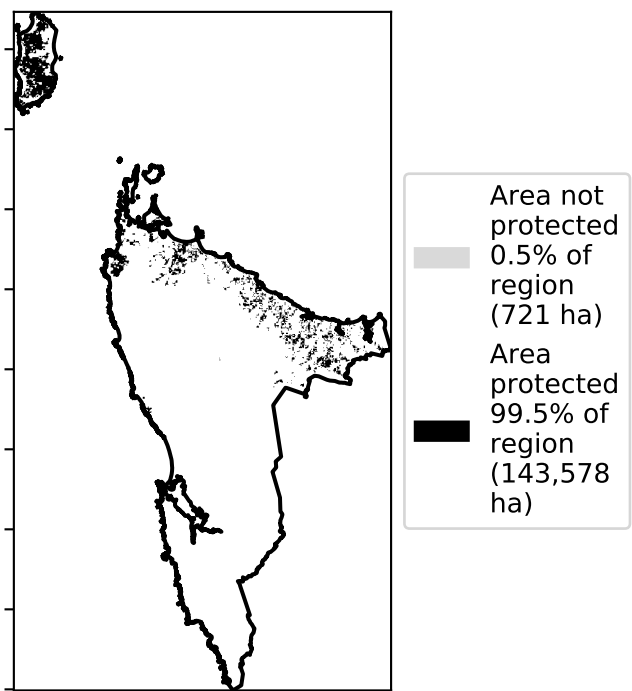 Area not
protected
0.5% of
region
(721 ha)
Area
protected
99.5% of
region
(143,578
ha)